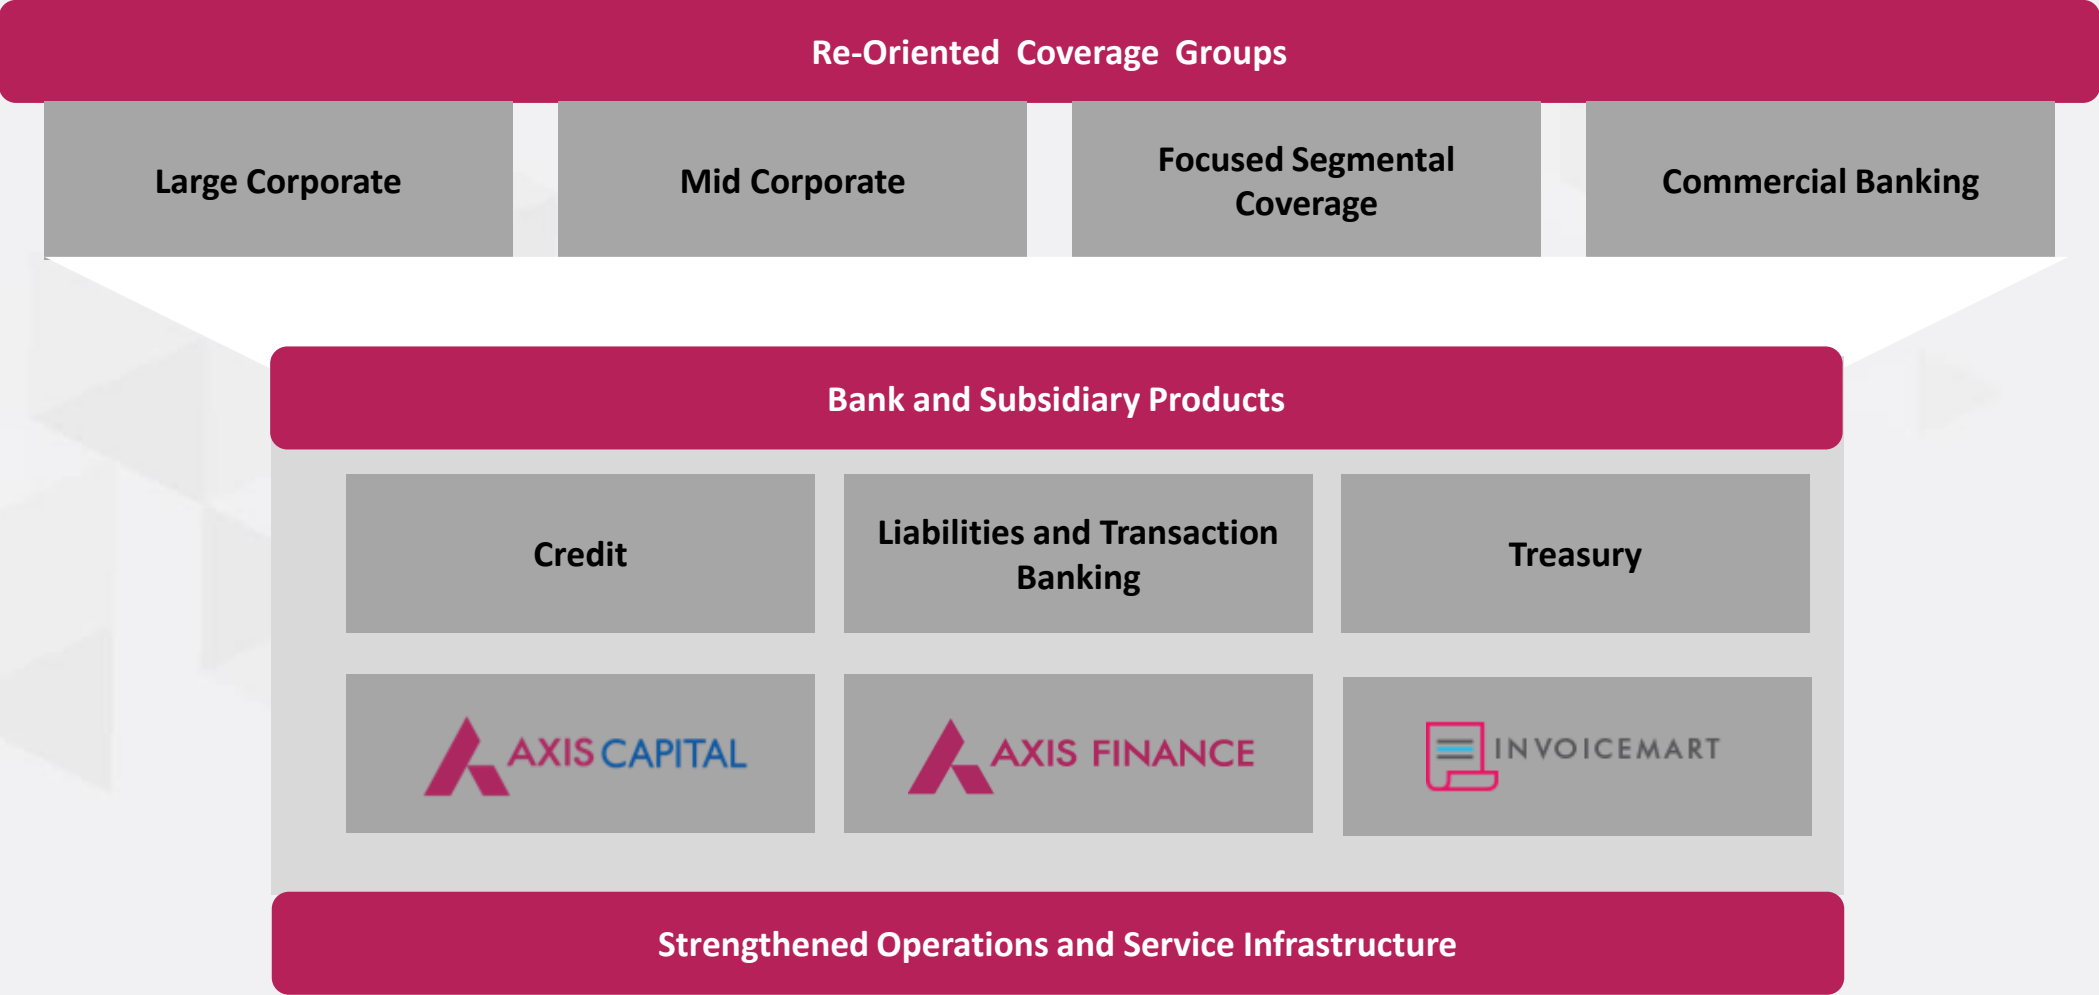 Re-Oriented Coverage Groups
Large Corporate
Mid Corporate
Focused Segmental
Coverage
Commercial Banking
Bank and Subsidiary Products
Credit
Liabilities and Transaction
Banking
Treasury
AXIS CAPITAL
AXIS FINANCE
INVOICEMART
Strengthened Operations and Service Infrastructure